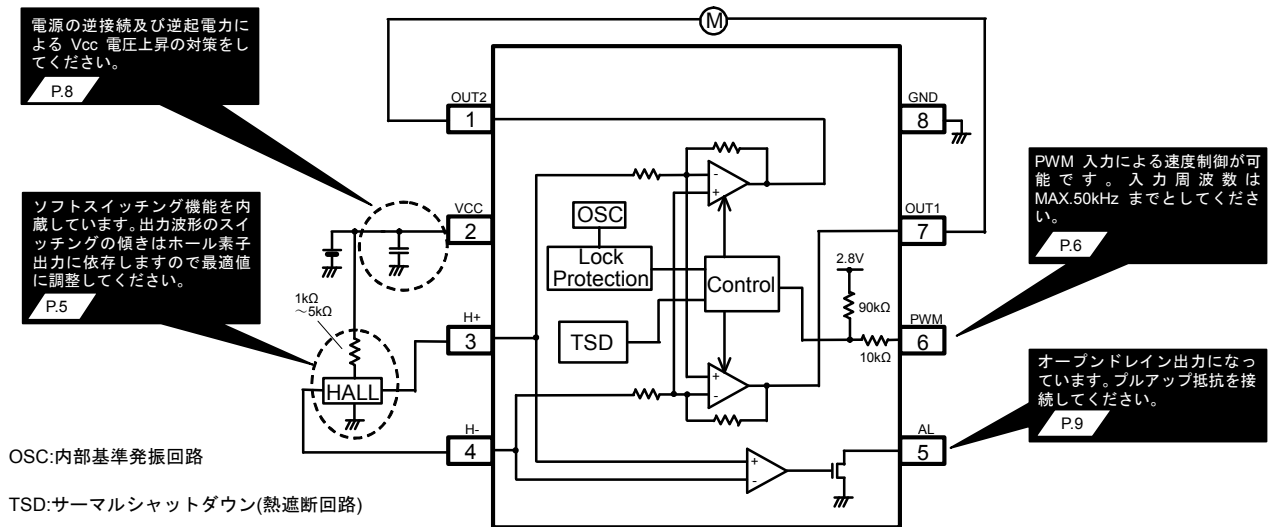 電源の逆接続及び逆起電力に
よる Vcc 電圧上昇の対策をし
てください。
P.8
ソフトスイッチング機能を内
蔵しています。出力波形のスイ
ッチングの傾きはホール素子
出力に依存しますので最適値
に調整してください。
P.5
M
OUT2
1
GND
8
VCC
2
OUT1
7
H+
3
PWM
6
H-
4
AL
5
-
+
OSC
Lock
Protection
Control
TSD
2.8V
90kΩ
10kΩ
+
-
+
-
1kΩ
～5kΩ
HALL
PWM 入力による速度制御が可
能です。入力周波数は
MAX.50kHz までとしてくださ
い。
P.6
オープンドレイン出力になっ
ています。プルアップ抵抗を接
続してください。
P.9
OSC:内部基準発振回路
TSD:サーマルシャットダウン(熱遮断回路)